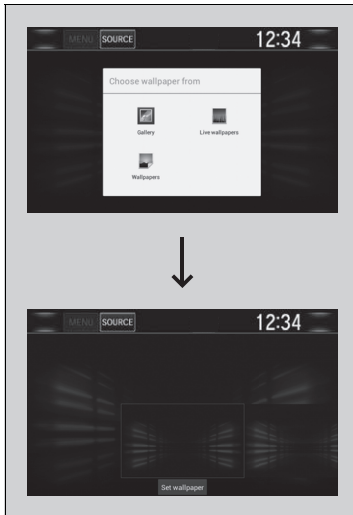 MENU SOURCE 12:34
Choose wallpaper from
Gallery Live wallpapers
Wallpapers
MENU SOURCE 12:34
Set wallpaper